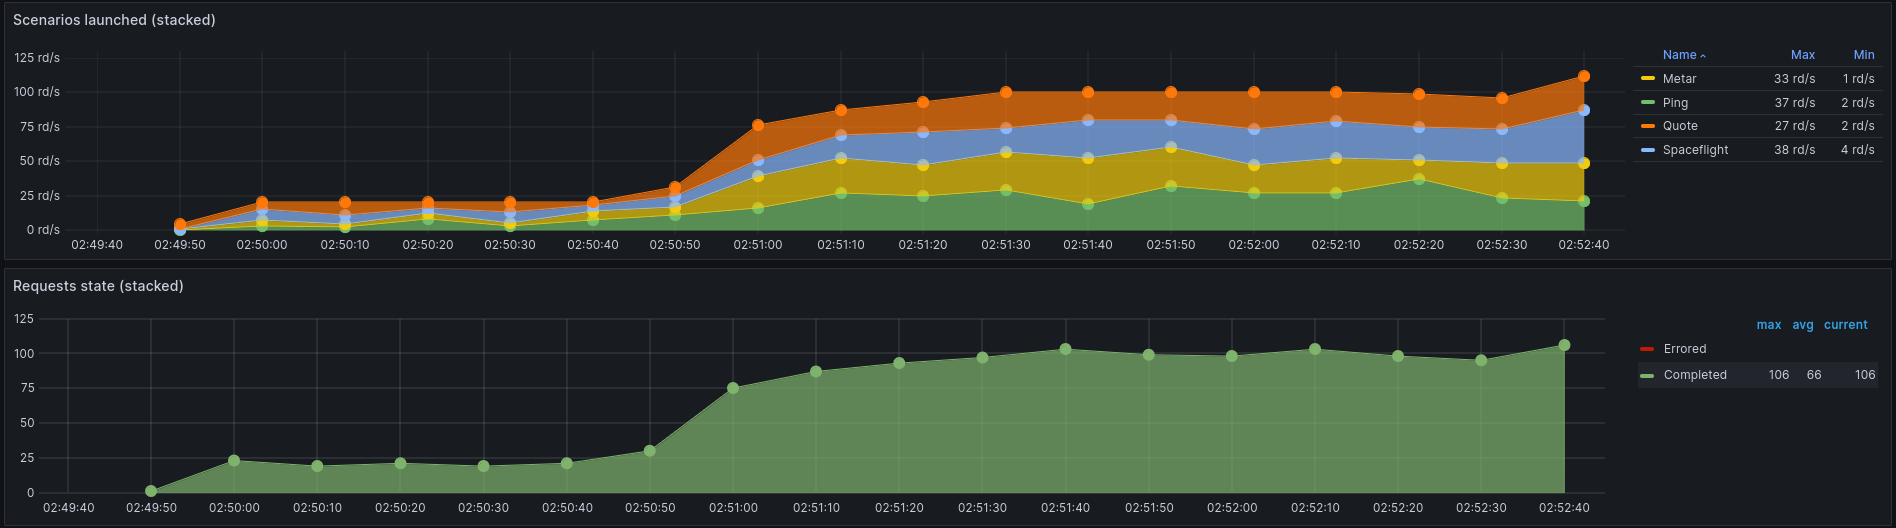 Scenarios launched (stacked)
125 rd/s
100 rd/s
75 rd/s
50 rd/s
25 rd/s
0 rd/s
02:49:40 02:49:50 02:50:00 02:50:10 02:50:20 02:50:30 02:50:40 02:50:50 02:51:00 02:51:10 02:51:20 02:51:30 02:51:40 02:51:50 02:52:00 02:52:10 02:52:20 02:52:30 02:52:40
Name Max Min
Metar 33 rd/s 1 rd/s
Ping 37 rd/s 2 rd/s
Quote 27 rd/s 2 rd/s
Spaceflight 38 rd/s 4 rd/s
Requests state (stacked)
125
100
75
50
25
0
02:49:40 02:49:50 02:50:00 02:50:10 02:50:20 02:50:30 02:50:40 02:50:50 02:51:00 02:51:10 02:51:20 02:51:30 02:51:40 02:51:50 02:52:00 02:52:10 02:52:20 02:52:30 02:52:40
max avg current
Errored
Completed 106 66 106